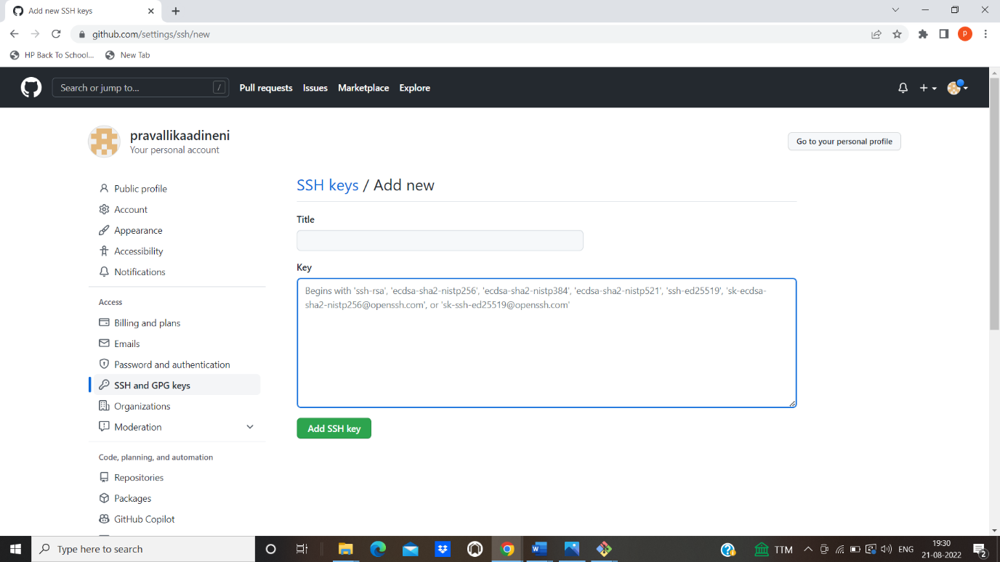 Add new SSH keys
github.com/settings/ssh/new
P
HP Back To School...
New Tab
Search or jump to...
/
Pull requests
Issues
Marketplace
Explore
pravallikaadineni
Your personal account
Go to your personal profile
Public profile
Account
Appearance
Accessibility
Notifications
Access
Billing and plans
Emails
Password and authentication
SSH and GPG keys
Organizations
Moderation
Code, planning, and automation
Repositories
Packages
GitHub Copilot
SSH keys / Add new
Title
Key
Begins with 'ssh-rsa', 'ecdsa-sha2-nistp256', 'ecdsa-sha2-nistp384', 'ecdsa-sha2-nistp521', 'ssh-ed25519', 'sk-ecdsa-
sha2-nistp256@openssh.com', or 'sk-ssh-ed25519@openssh.com'
Add SSH key
Type here to search
TTM
ENG
19:30
21-08-2022
2